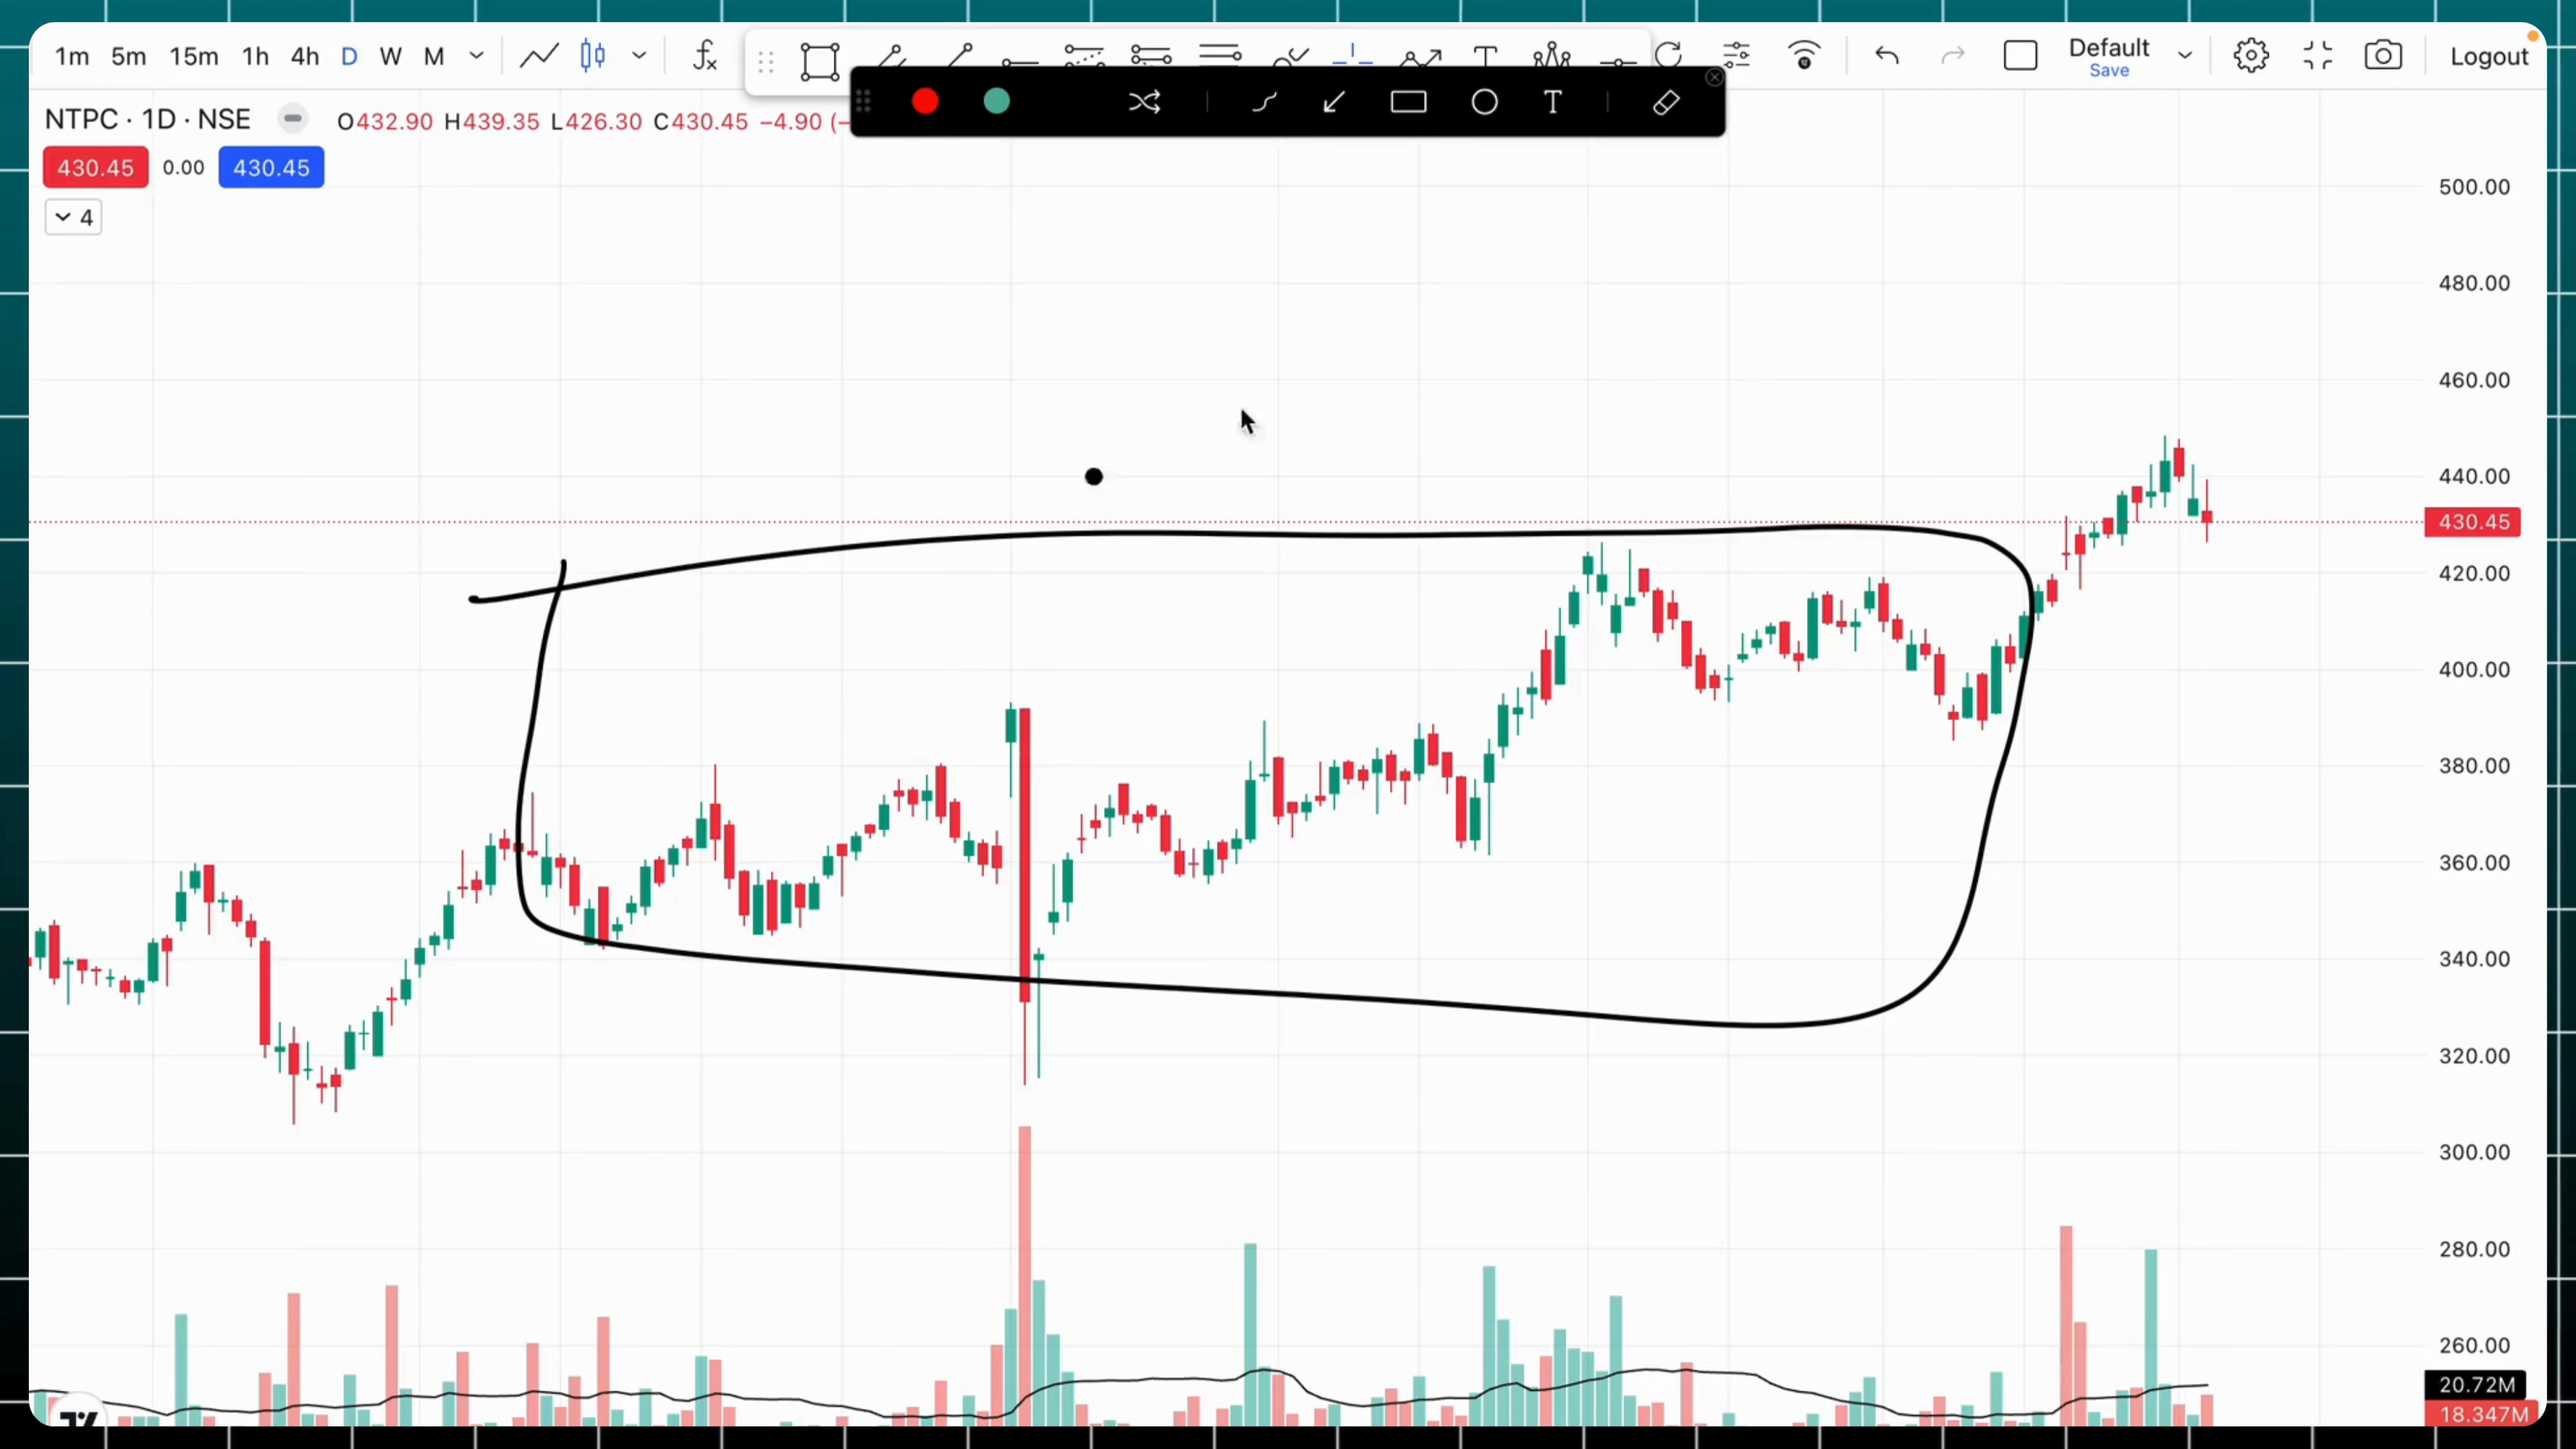 1m 5m 15m 1h 4h D W M Default Logout
Save
NTPC · 1D · NSE O432.90 H439.35 L426.30 C430.45 −4.90 (−
430.45 0.00 430.45
4
500.00
480.00
460.00
440.00
430.45
420.00
400.00
380.00
360.00
340.00
320.00
300.00
280.00
260.00
20.72M
18.347M